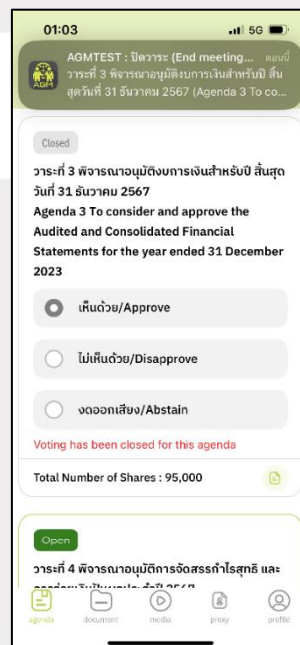 01:03
5G
AGMTEST : ปิดวาระ (End meeting... ตอนนี้
วาระที่ 3 พิจารณาอนุมัติงบการเงินสำหรับปี สิ้น
สุดวันที่ 31 ธันวาคม 2567 (Agenda 3 To co...
AGM
Closed
วาระที่ 3 พิจารณาอนุมัติงบการเงินสำหรับปี สิ้นสุด
วันที่ 31 ธันวาคม 2567
Agenda 3 To consider and approve the
Audited and Consolidated Financial
Statements for the year ended 31 December
2023
เห็นด้วย/Approve
ไม่เห็นด้วย/Disapprove
งดออกเสียง/Abstain
Voting has been closed for this agenda
Total Number of Shares : 95,000
Open
วาระที่ 4 พิจารณาอนุมัติการจัดสรรกำไรสุทธิ และ
agenda document media proxy profile